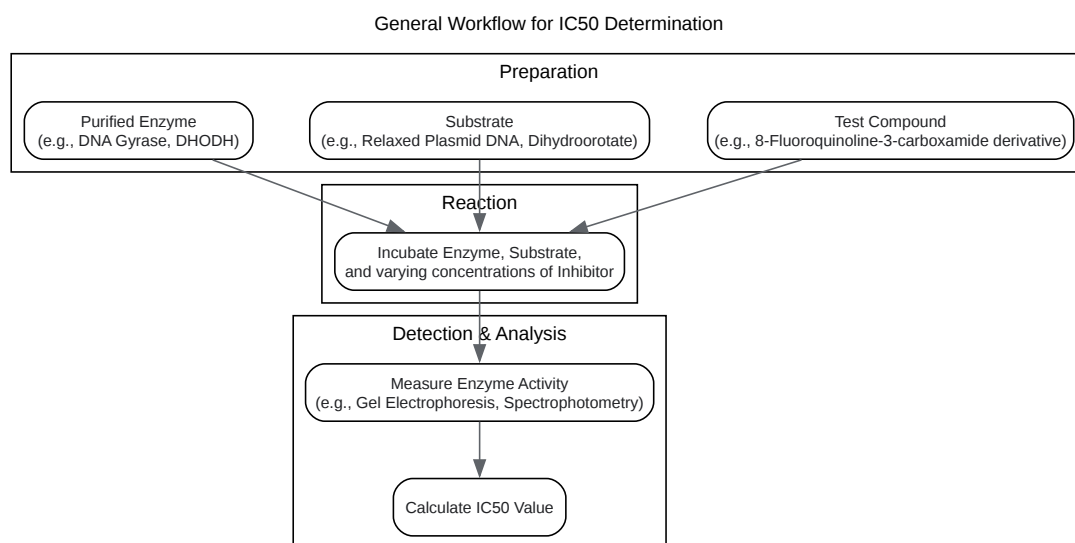 General Workflow for IC50 Determination
Preparation
Purified Enzyme
(e.g., DNA Gyrase, DHODH)
Substrate
(e.g., Relaxed Plasmid DNA, Dihydroorotate)
Test Compound
(e.g., 8-Fluoroquinoline-3-carboxamide derivative)
Reaction
Incubate Enzyme, Substrate,
and varying concentrations of Inhibitor
Detection & Analysis
Measure Enzyme Activity
(e.g., Gel Electrophoresis, Spectrophotometry)
Calculate IC50 Value